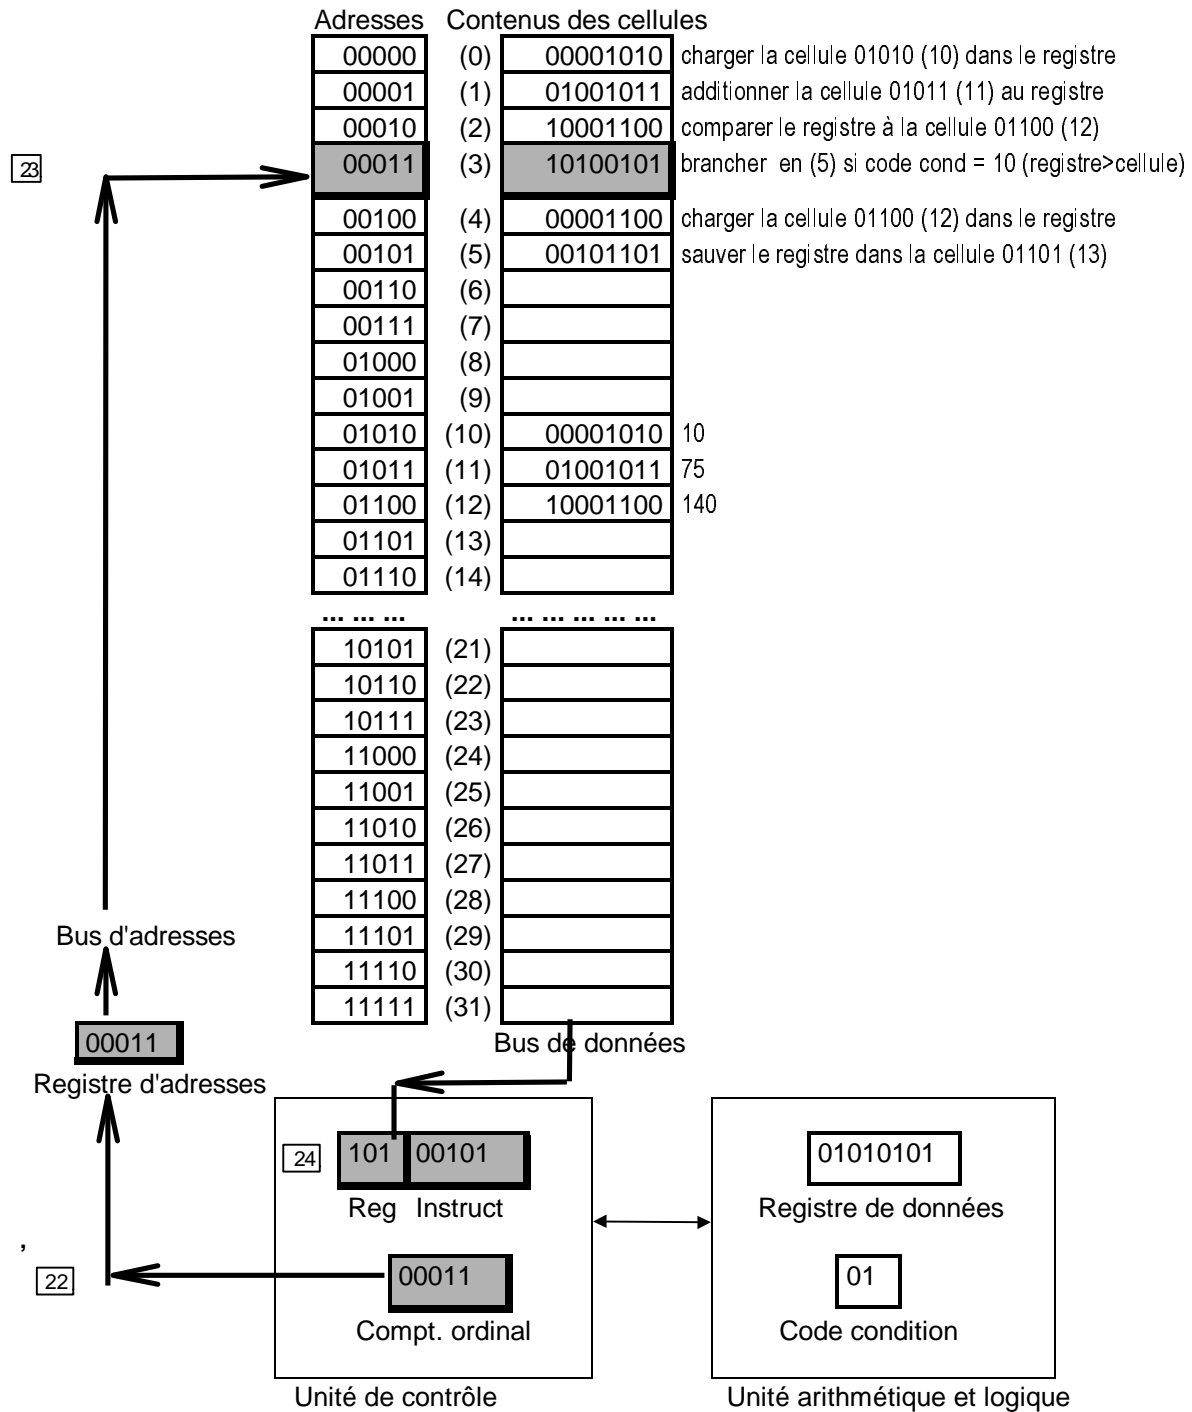 Adresses Contenus des cellules
00000 (0) 00001010 charger la cellule 01010 (10) dans le registre
00001 (1) 01001011 additionner la cellule 01011 (11) au registre
00010 (2) 10001100 comparer le registre à la cellule 01100 (12)
23 00011 (3) 10100101 brancher en (5) si code cond = 10 (registre>cellule)
00100 (4) 00001100 charger la cellule 01100 (12) dans le registre
00101 (5) 00101101 sauver le registre dans la cellule 01101 (13)
00110 (6)
00111 (7)
01000 (8)
01001 (9)
01010 (10) 00001010 10
01011 (11) 01001011 75
01100 (12) 10001100 140
01101 (13)
01110 (14)
... ... ... ... ... ... ... ...
10101 (21)
10110 (22)
10111 (23)
11000 (24)
11001 (25)
11010 (26)
11011 (27)
11100 (28)
Bus d'adresses 11101 (29)
11110 (30)
11111 (31)
00011 Bus de données
Registre d'adresses
24 101 00101 01010101
Reg Instruct Registre de données
,
22 00011 01
Compt. ordinal Code condition
Unité de contrôle Unité arithmétique et logique